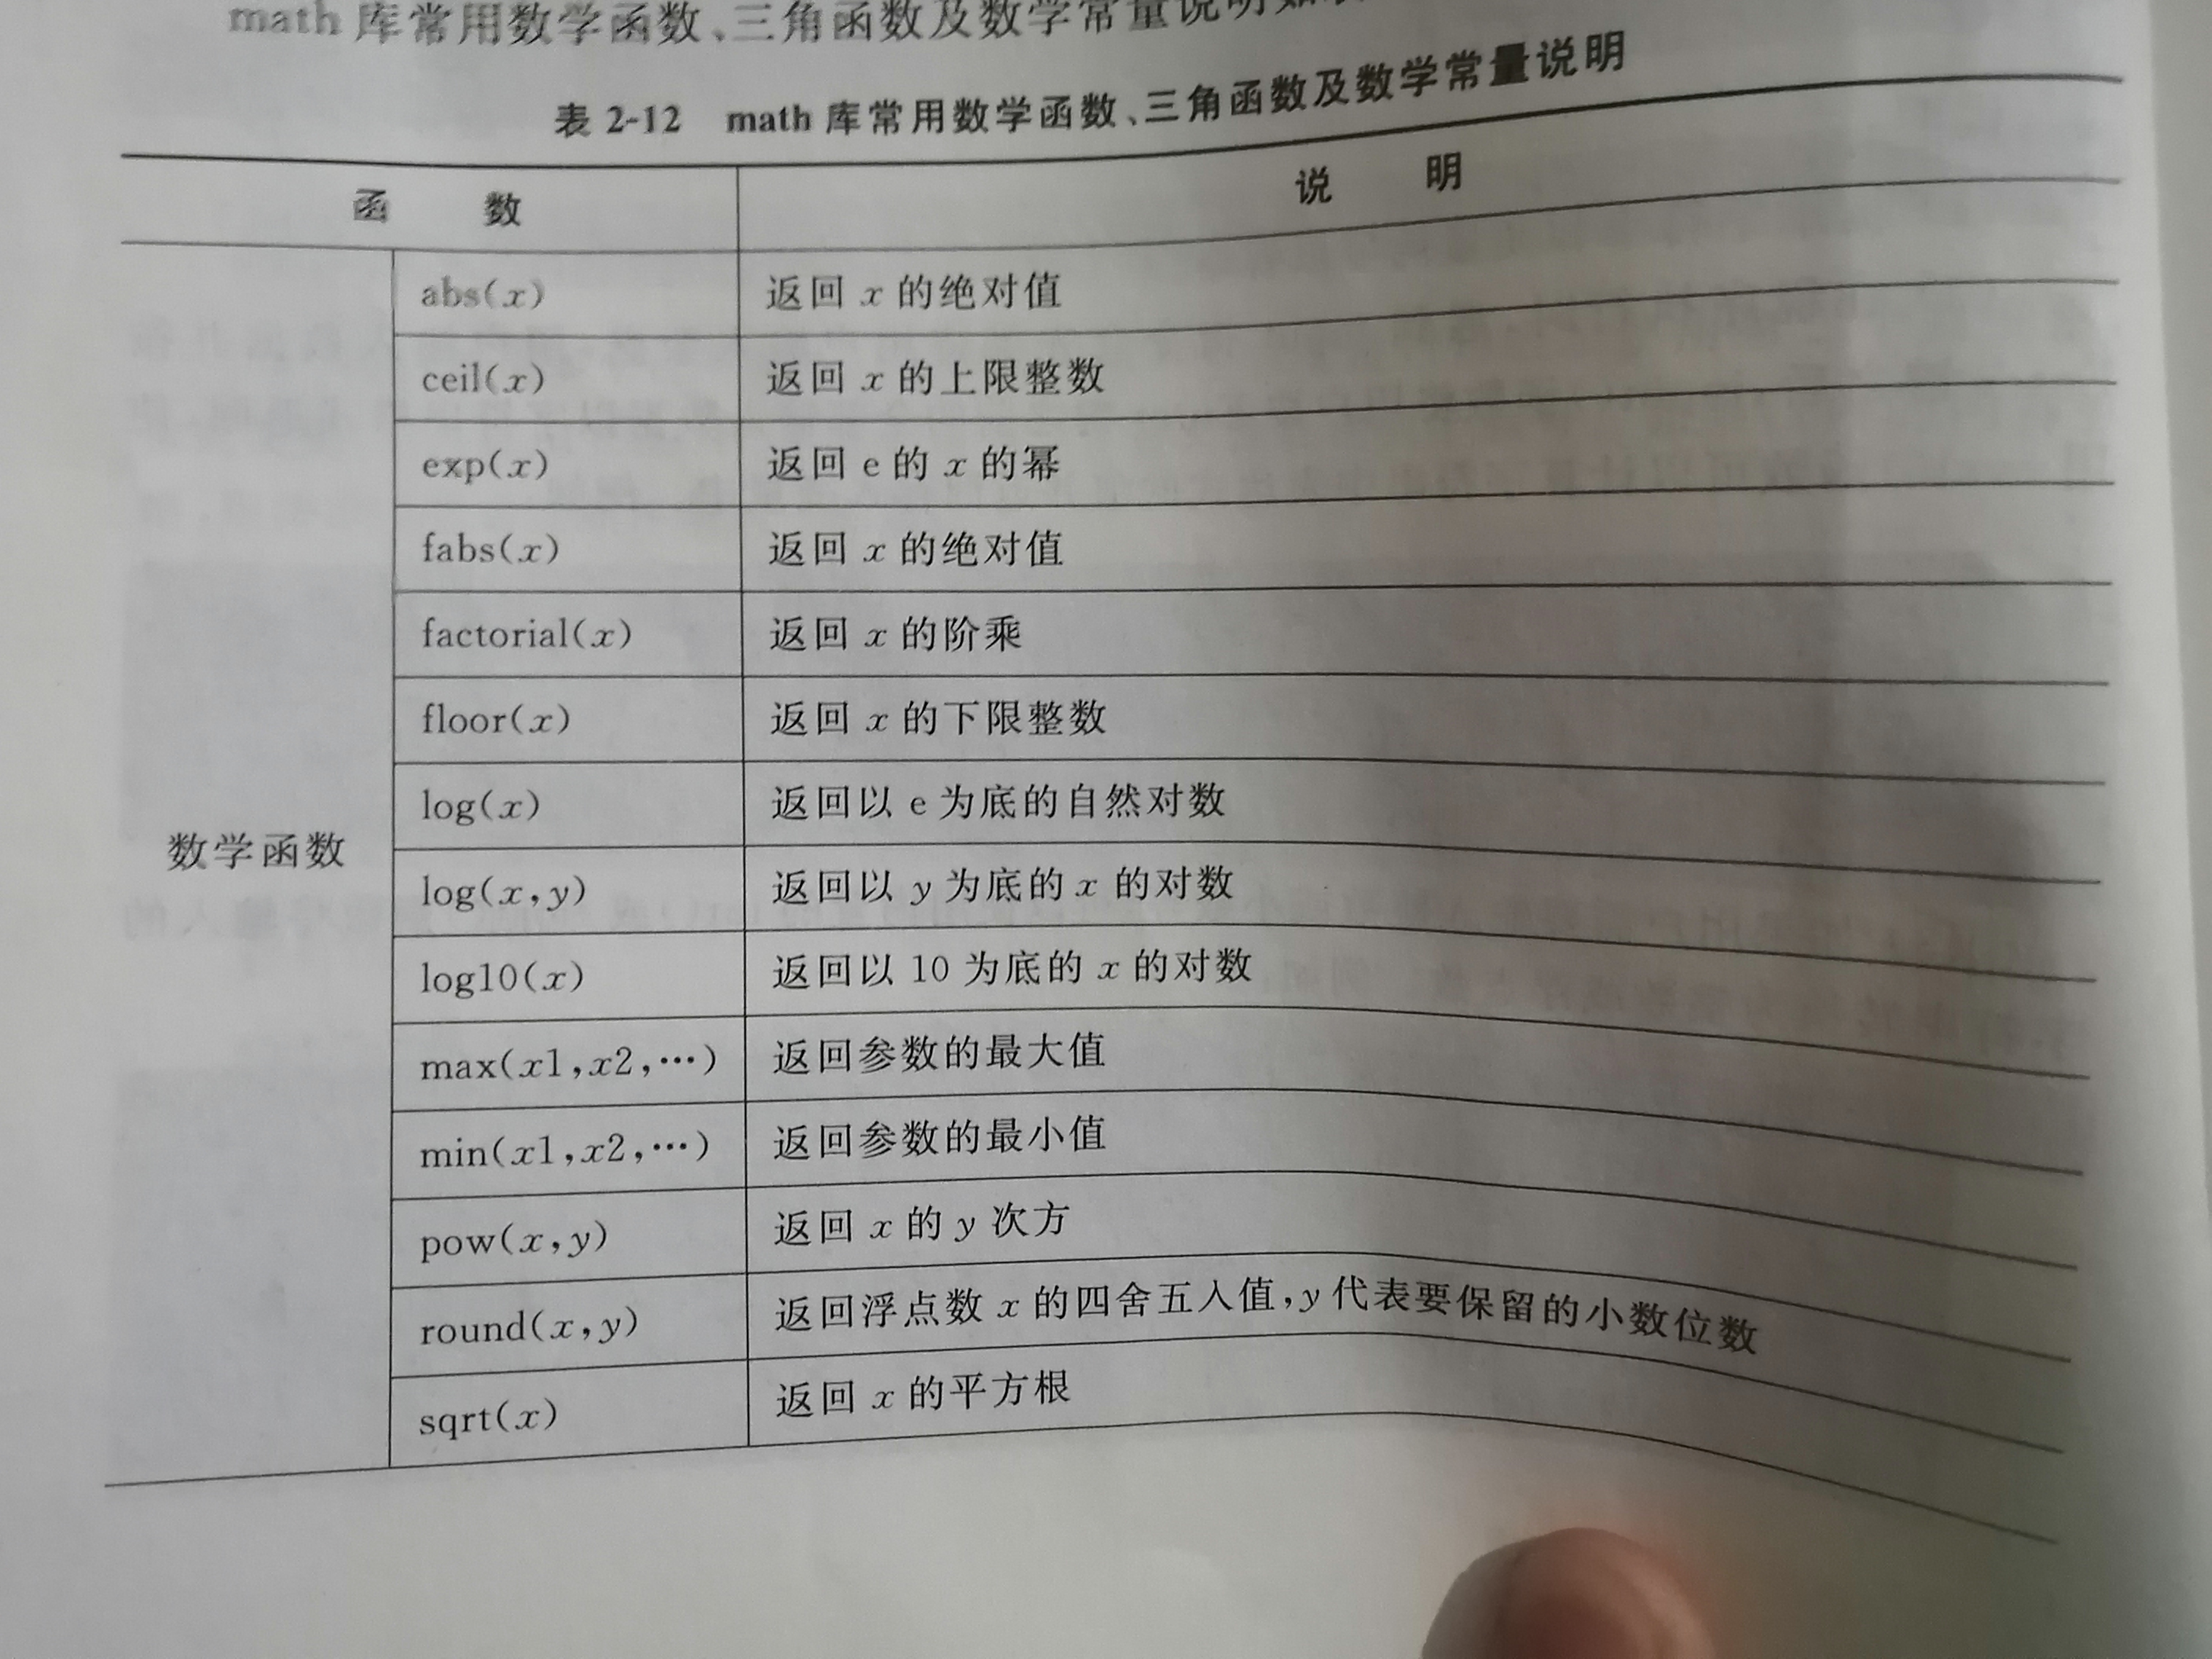 math 库常用数学函数、三角函数及数学常量说明如
表 2-12 math 库常用数学函数、三角函数及数学常量说明
函 数 说 明
abs(x) 返回 x 的绝对值
ceil(x) 返回 x 的上限整数
exp(x) 返回 e 的 x 的幂
fabs(x) 返回 x 的绝对值
factorial(x) 返回 x 的阶乘
floor(x) 返回 x 的下限整数
log(x) 返回以 e 为底的自然对数
数学函数
log(x,y) 返回以 y 为底的 x 的对数
log10(x) 返回以 10 为底的 x 的对数
max(x1,x2,…) 返回参数的最大值
min(x1,x2,…) 返回参数的最小值
pow(x,y) 返回 x 的 y 次方
round(x,y) 返回浮点数 x 的四舍五入值,y 代表要保留的小数位数
sqrt(x) 返回 x 的平方根